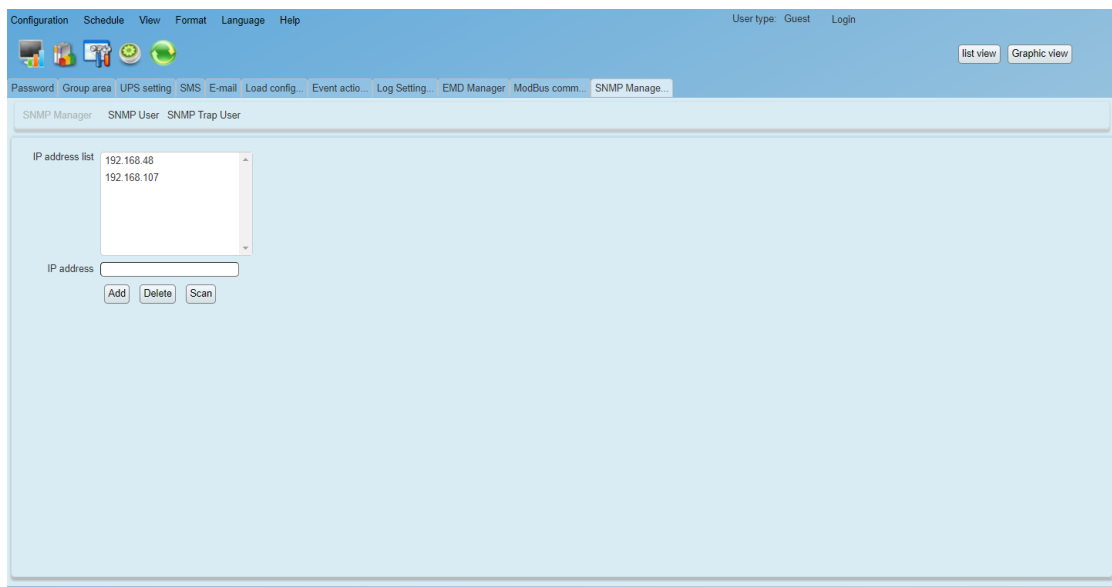 Configuration Schedule View Format Language Help User type: Guest Login
list view Graphic view
Password Group area UPS setting SMS E-mail Load config... Event actio... Log Setting... EMD Manager ModBus comm... SNMP Manage...
SNMP Manager SNMP User SNMP Trap User
IP address list
192.168.48
192.168.107
IP address
Add Delete Scan